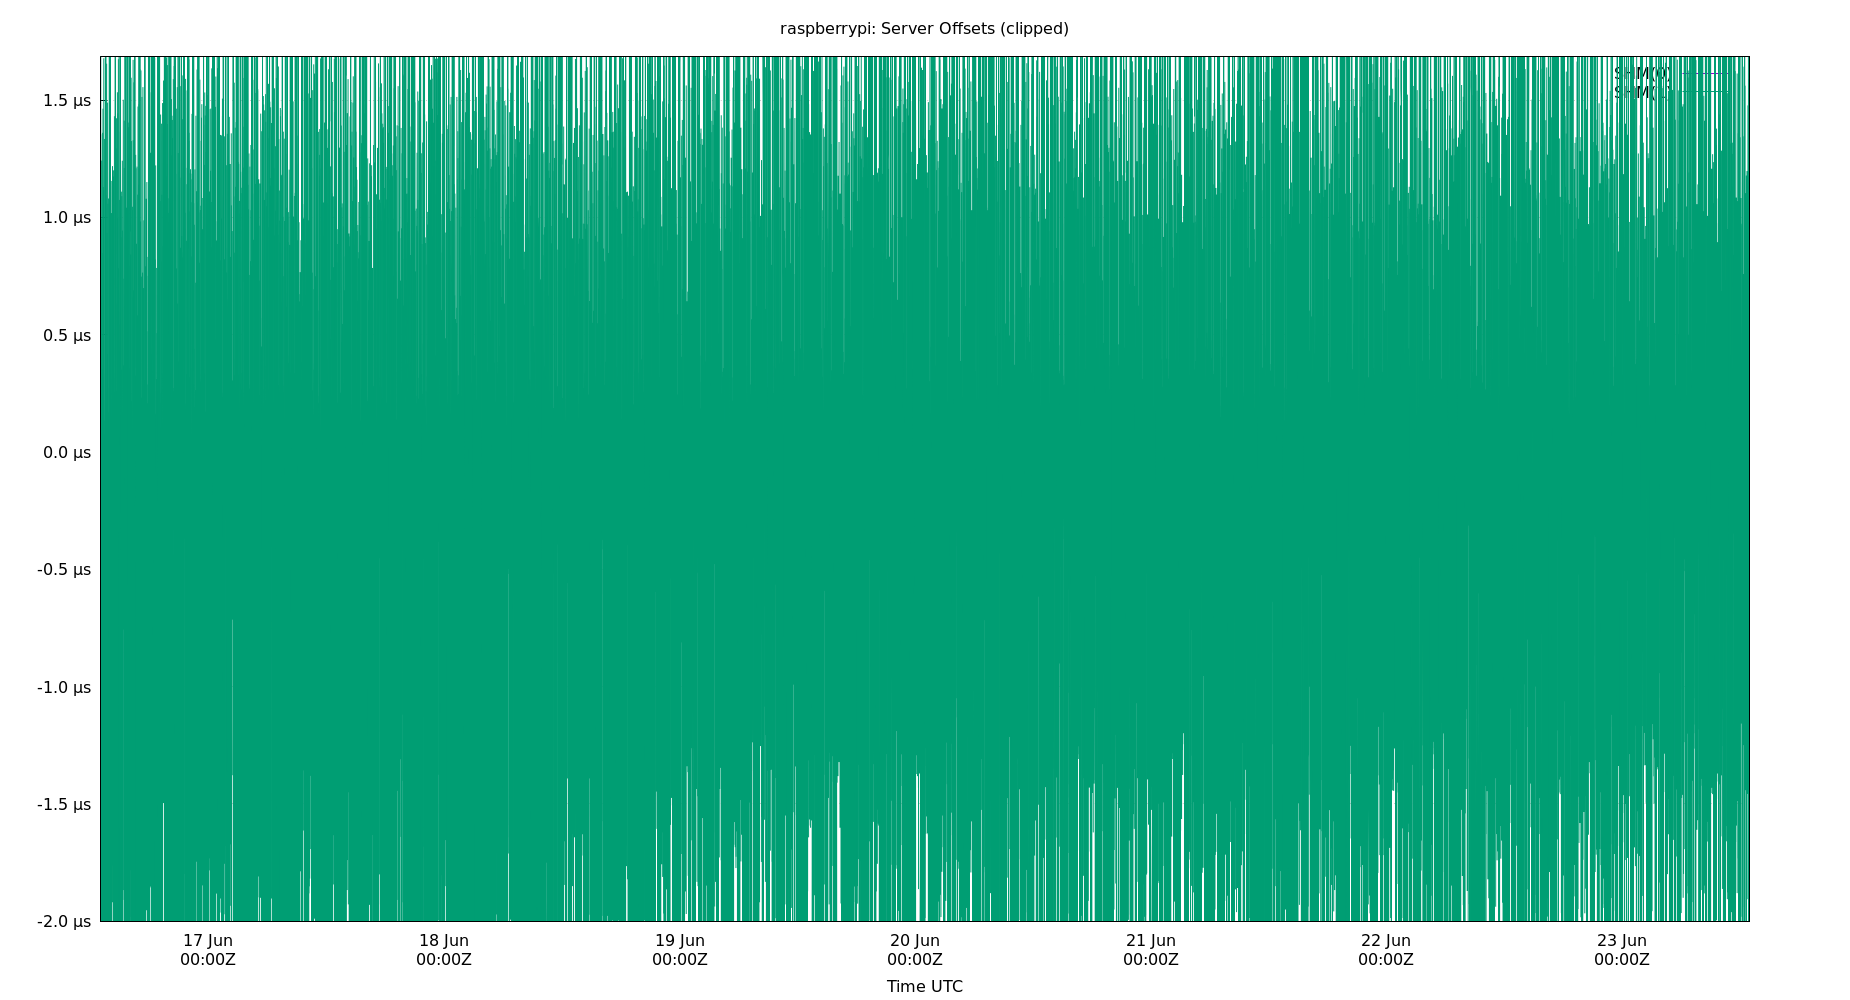 raspberrypi: Server Offsets (clipped)
SHM(0)
1.5 µs
1.0 µs
0.5 µs
0.0 µs
-0.5 µs
-1.0 µs
-1.5 µs
-2.0 µs
17 Jun 18 Jun 19 Jun 20 Jun 21 Jun 22 Jun 23 Jun
00:00Z 00:00Z 00:00Z 00:00Z 00:00Z 00:00Z 00:00Z
Time UTC